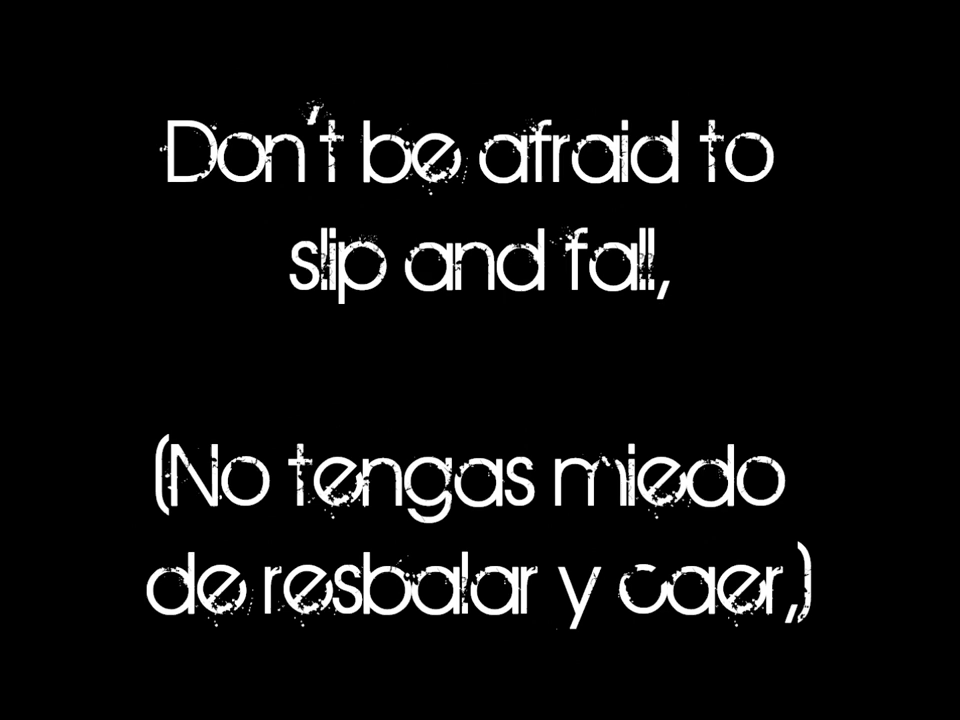 Don't be afraid to
slip and fall,
(No tengas miedo
de resbalar y caer,)